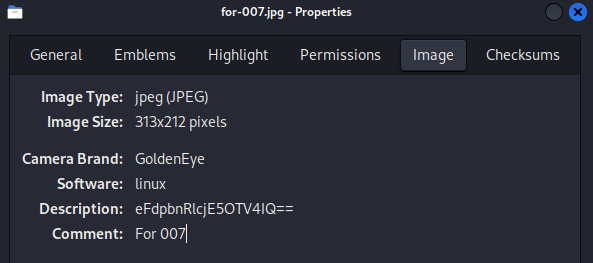 for-007.jpg - Properties
General Emblems Highlight Permissions Image Checksums
Image Type: jpeg (JPEG)
Image Size: 313x212 pixels
Camera Brand: GoldenEye
Software: linux
Description: eFdpbnRlcjE5OTV4IQ==
Comment: For 007